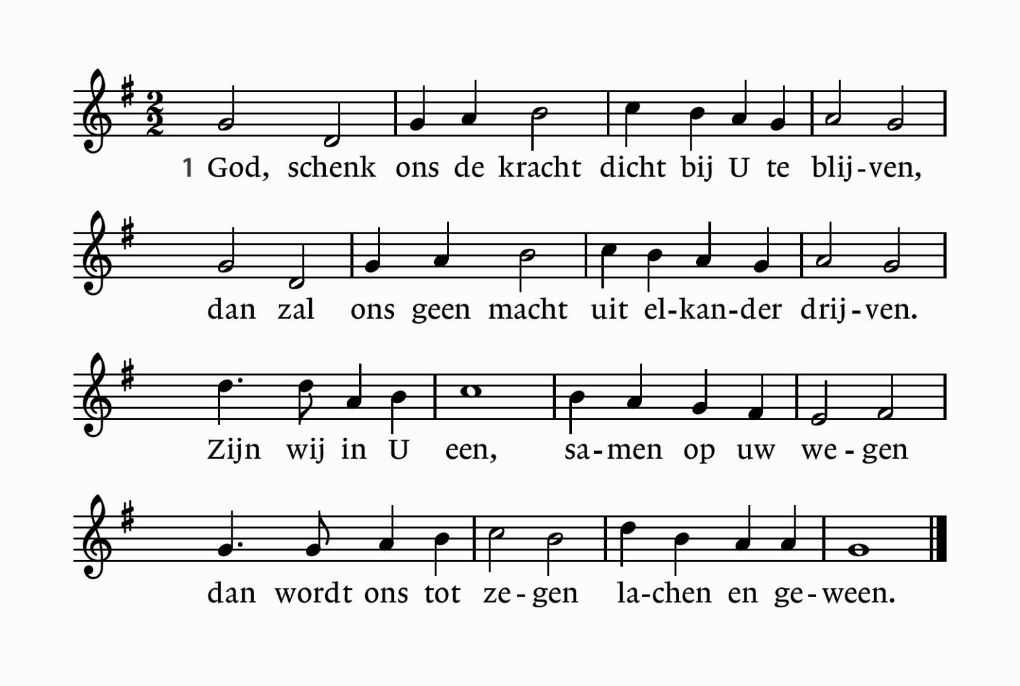 1 God, schenk ons de kracht dicht bij U te blij-ven,
dan zal ons geen macht uit el-kan-der drij-ven.
Zijn wij in U een, sa-men op uw we-gen
dan wordt ons tot ze-gen la-chen en ge-ween.